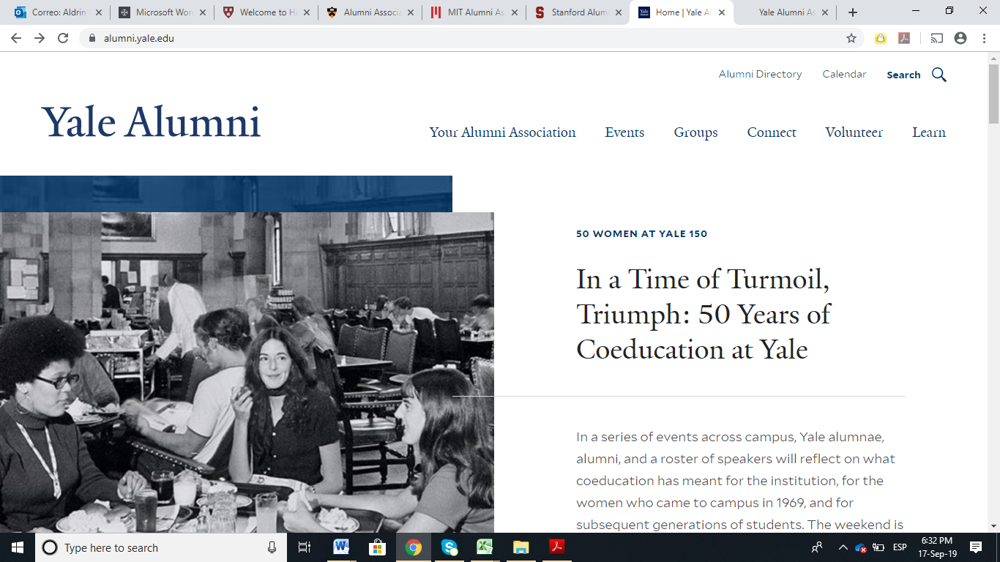 Correo: Aldrin
Microsoft Wor
Welcome to H
Alumni Associa
MIT Alumni As
Stanford Alum
Home | Yale Al
Yale Alumni As
alumni.yale.edu
Alumni Directory Calendar Search
Yale Alumni
Your Alumni Association Events Groups Connect Volunteer Learn
50 WOMEN AT YALE 150
In a Time of Turmoil,
Triumph: 50 Years of
Coeducation at Yale
In a series of events across campus, Yale alumnae,
alumni, and a roster of speakers will reflect on what
coeducation has meant for the institution, for the
women who came to campus in 1969, and for
subsequent generations of students. The weekend is
Type here to search
ESP
6:32 PM
17-Sep-19